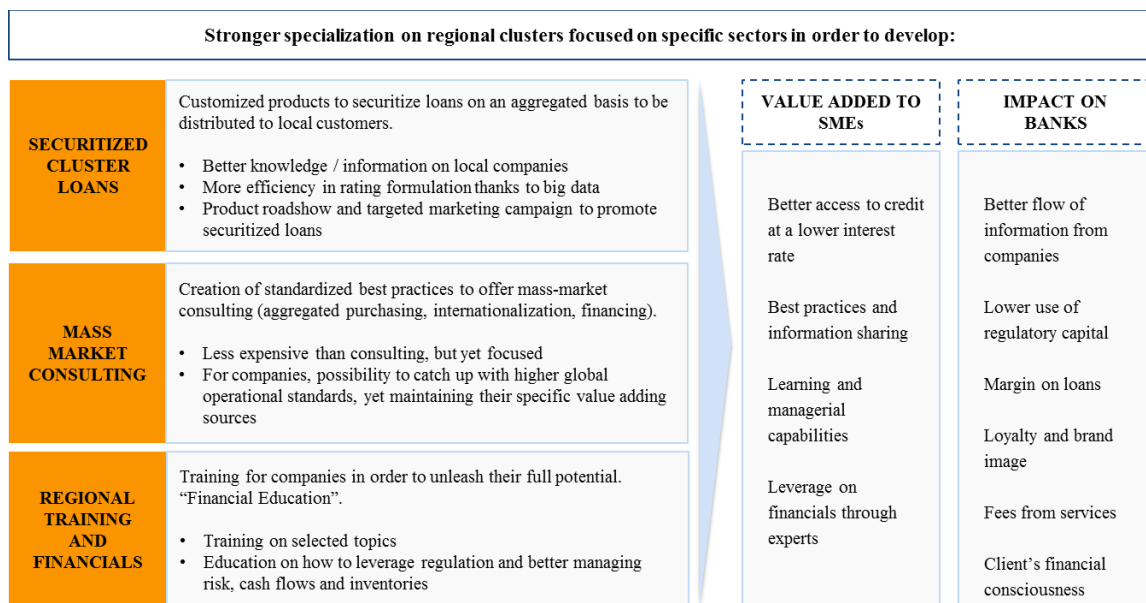 Stronger specialization on regional clusters focused on specific sectors in order to develop:
SECURITIZED
CLUSTER
LOANS
Customized products to securitize loans on an aggregated basis to be
distributed to local customers.
• Better knowledge / information on local companies
• More efficiency in rating formulation thanks to big data
• Product roadshow and targeted marketing campaign to promote
securitized loans
MASS
MARKET
CONSULTING
Creation of standardized best practices to offer mass-market
consulting (aggregated purchasing, internationalization, financing).
• Less expensive than consulting, but yet focused
• For companies, possibility to catch up with higher global
operational standards, yet maintaining their specific value adding
sources
REGIONAL
TRAINING
AND
FINANCIALS
Training for companies in order to unleash their full potential.
“Financial Education”.
• Training on selected topics
• Education on how to leverage regulation and better managing
risk, cash flows and inventories
VALUE ADDED TO
SMEs
Better access to credit
at a lower interest
rate
Best practices and
information sharing
Learning and
managerial
capabilities
Leverage on
financials through
experts
IMPACT ON
BANKS
Better flow of
information from
companies
Lower use of
regulatory capital
Margin on loans
Loyalty and brand
image
Fees from services
Client’s financial
consciousness